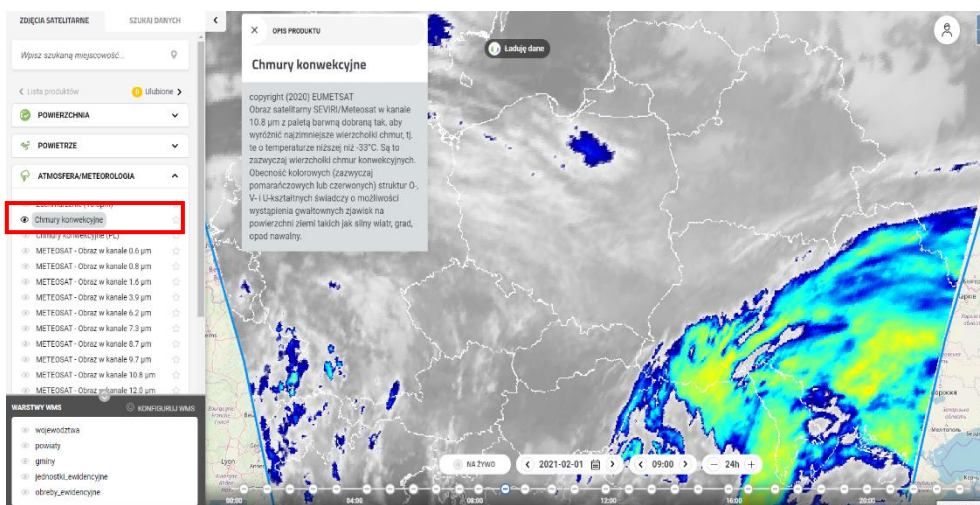 ZDJĘCIA SATELITARNE
SZUKAJ DANYCH
Wpisz szukaną miejscowość...
Lista produktów
0 Ulubione
POWIERZCHNIA
POWIETRZE
ATMOSFERA/METEOROLOGIA
Chmury konwekcyjne
Chmury konwekcyjne (PL)
METEOSAT - Obraz w kanale 0.6 µm
METEOSAT - Obraz w kanale 0.8 µm
METEOSAT - Obraz w kanale 1.6 µm
METEOSAT - Obraz w kanale 3.9 µm
METEOSAT - Obraz w kanale 6.2 µm
METEOSAT - Obraz w kanale 7.3 µm
METEOSAT - Obraz w kanale 8.7 µm
METEOSAT - Obraz w kanale 9.7 µm
METEOSAT - Obraz w kanale 10.8 µm
METEOSAT - Obraz w kanale 12.0 µm
WARSTWY WMS
KONFIGURUJ WMS
województwa
powiaty
gminy
jednostki_ewidencyjne
obreby_ewidencyjne
OPIS PRODUKTU
Chmury konwekcyjne
copyright (2020) EUMETSAT
Obraz satelitarny SEVIRI/Meteosat w kanale
10.8 µm z paletą barwną dobraną tak, aby
wyróżnić najzimniejsze wierzchołki chmur, tj.
te o temperaturze niższej niż -33°C. Są to
zazwyczaj wierzchołki chmur konwekcyjnych.
Obecność kolorowych (zazwyczaj
pomarańczowych lub czerwonych) struktur O-,
V- i U-kształtnych świadczy o możliwości
wystąpienia gwałtownych zjawisk na
powierzchni ziemi takich jak silny wiatr, grad,
opad nawalny.
Ładuję dane
Lyon
NA ŻYWO
2021-02-01
09:00
24h
00:00
04:00
08:00
12:00
16:00
20:00